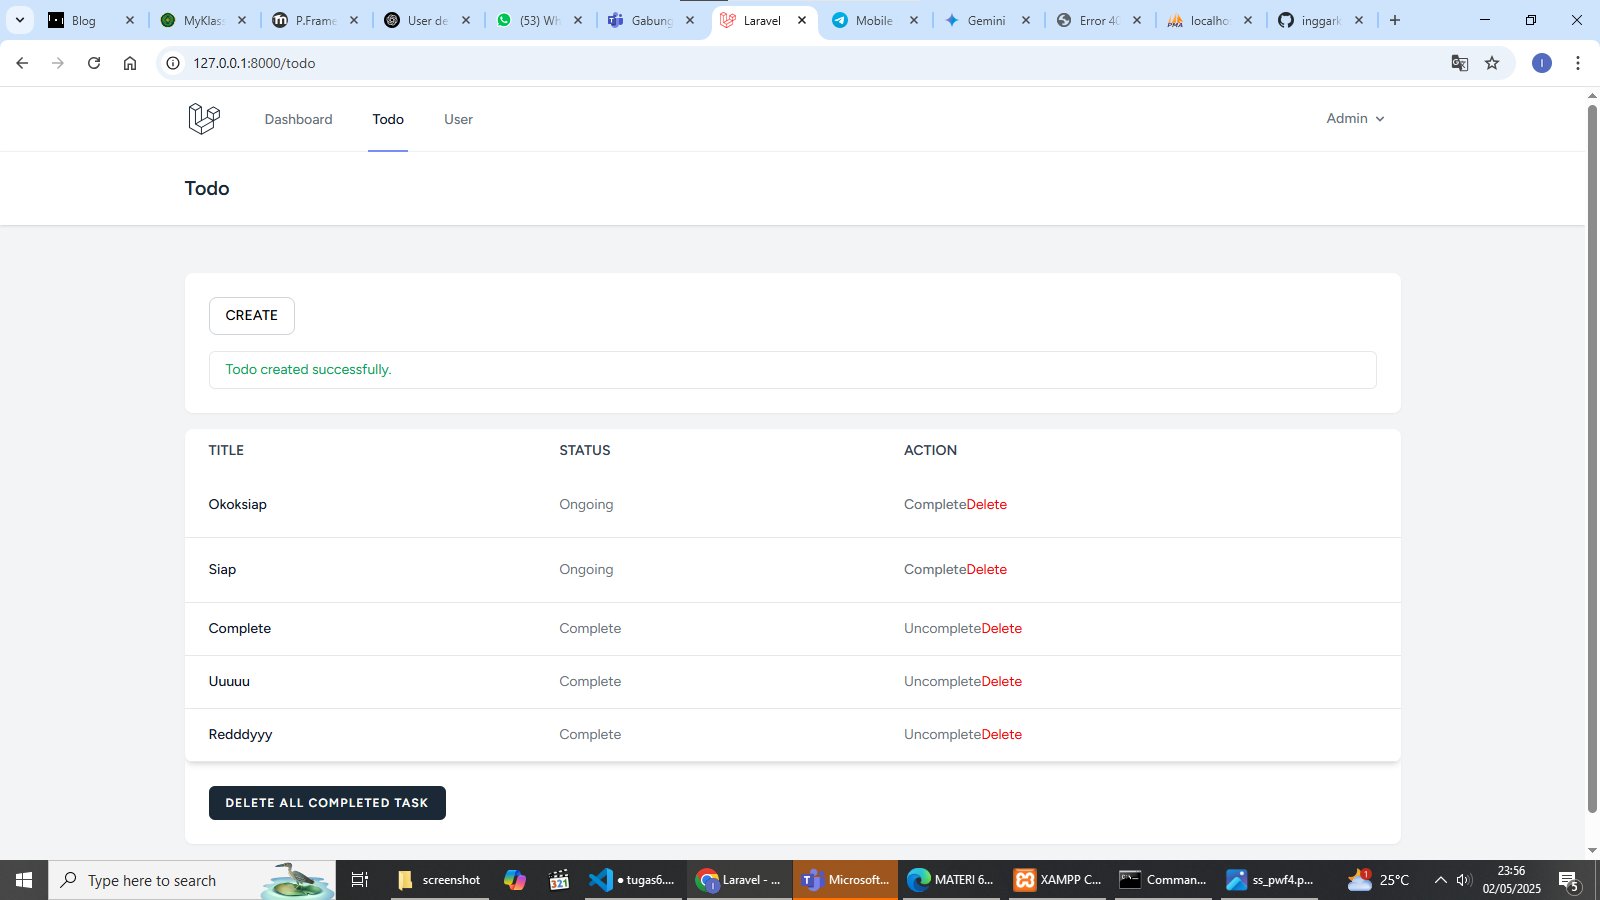 Blog
MyKlass
P.Frame
User de
(53) Wh
Gabung
Laravel
Mobile
Gemini
Error 40
localho
inggark
127.0.0.1:8000/todo
I
Dashboard
Todo
User
Admin
Todo
CREATE
Todo created successfully.
TITLE STATUS ACTION
Okoksiap Ongoing CompleteDelete
Siap Ongoing CompleteDelete
Complete Complete UncompleteDelete
Uuuuu Complete UncompleteDelete
Redddyyy Complete UncompleteDelete
DELETE ALL COMPLETED TASK
Type here to search
screenshot
• tugas6....
Laravel - ...
Microsoft...
MATERI 6...
XAMPP C...
Comman...
ss_pwf4.p...
1
25°C
23:56
02/05/2025
5